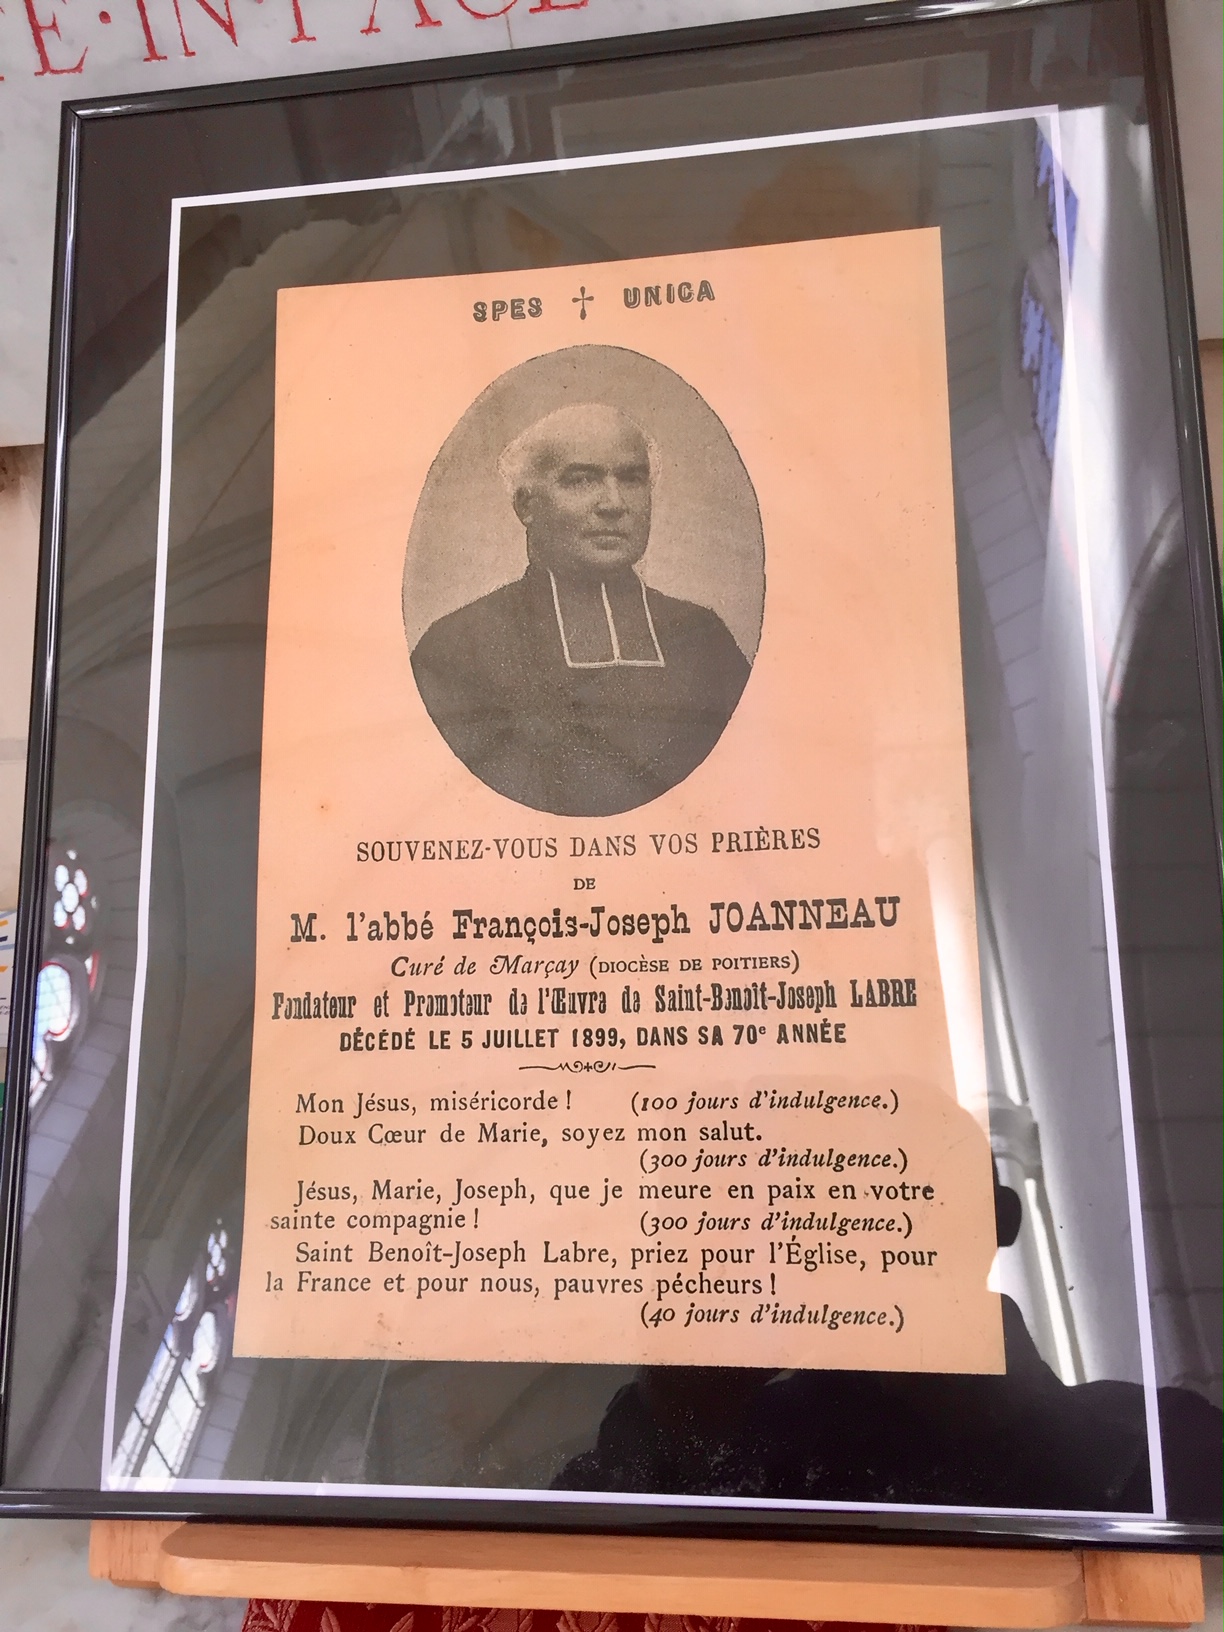 E·IN·PACE
SPES † UNICA
SOUVENEZ-VOUS DANS VOS PRIÈRES
DE
M. l'abbé François-Joseph JOANNEAU
Curé de Marçay (DIOCÈSE DE POITIERS)
Fondateur et Promoteur de l'Œuvre de Saint-Benoît-Joseph LABRE
DÉCÉDÉ LE 5 JUILLET 1899, DANS SA 70e ANNÉE
Mon Jésus, miséricorde ! (100 jours d'indulgence.)
Doux Cœur de Marie, soyez mon salut.
(300 jours d'indulgence.)
Jésus, Marie, Joseph, que je meure en paix en votre
sainte compagnie ! (300 jours d'indulgence.)
Saint Benoît-Joseph Labre, priez pour l'Église, pour
la France et pour nous, pauvres pécheurs !
(40 jours d'indulgence.)